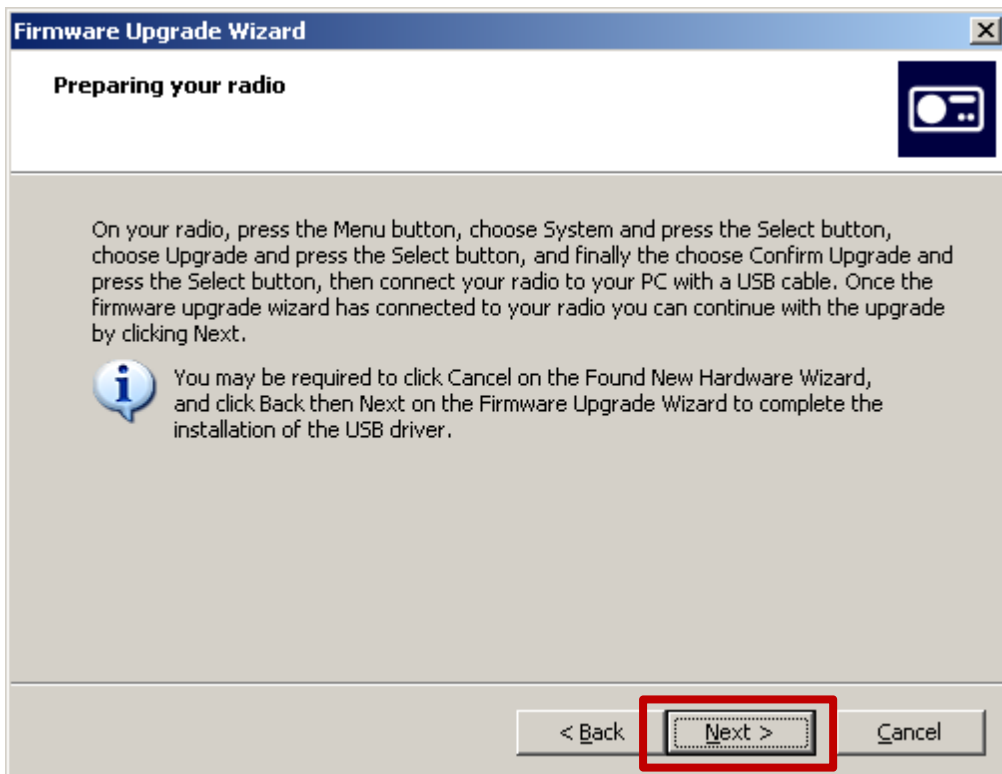 Firmware Upgrade Wizard
Preparing your radio
On your radio, press the Menu button, choose System and press the Select button,
choose Upgrade and press the Select button, and finally the choose Confirm Upgrade and
press the Select button, then connect your radio to your PC with a USB cable. Once the
firmware upgrade wizard has connected to your radio you can continue with the upgrade
by clicking Next.
You may be required to click Cancel on the Found New Hardware Wizard,
and click Back then Next on the Firmware Upgrade Wizard to complete the
installation of the USB driver.
< Back Next > Cancel